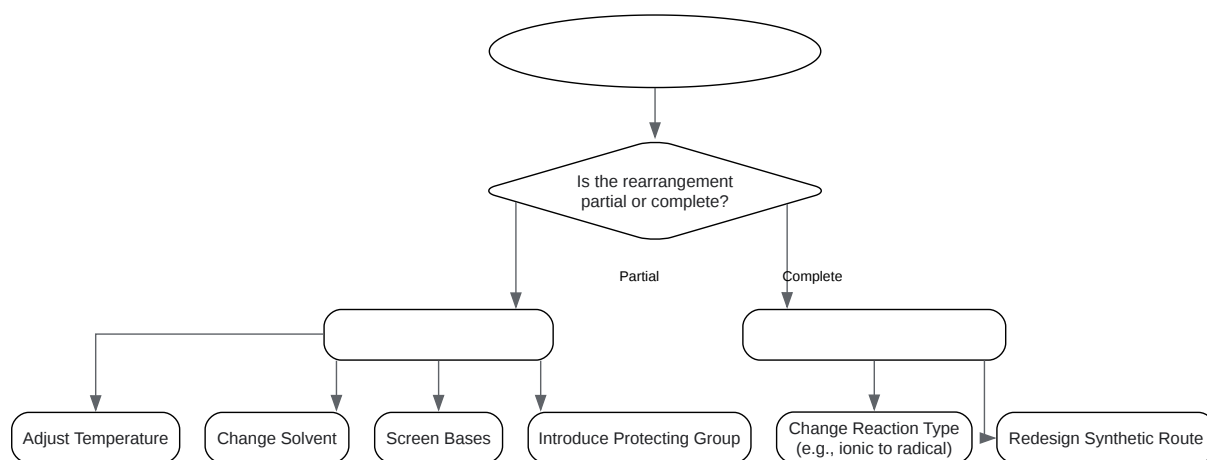 Is the rearrangement
partial or complete?
Partial
Complete
Adjust Temperature
Change Solvent
Screen Bases
Introduce Protecting Group
Change Reaction Type
(e.g., ionic to radical)
Redesign Synthetic Route